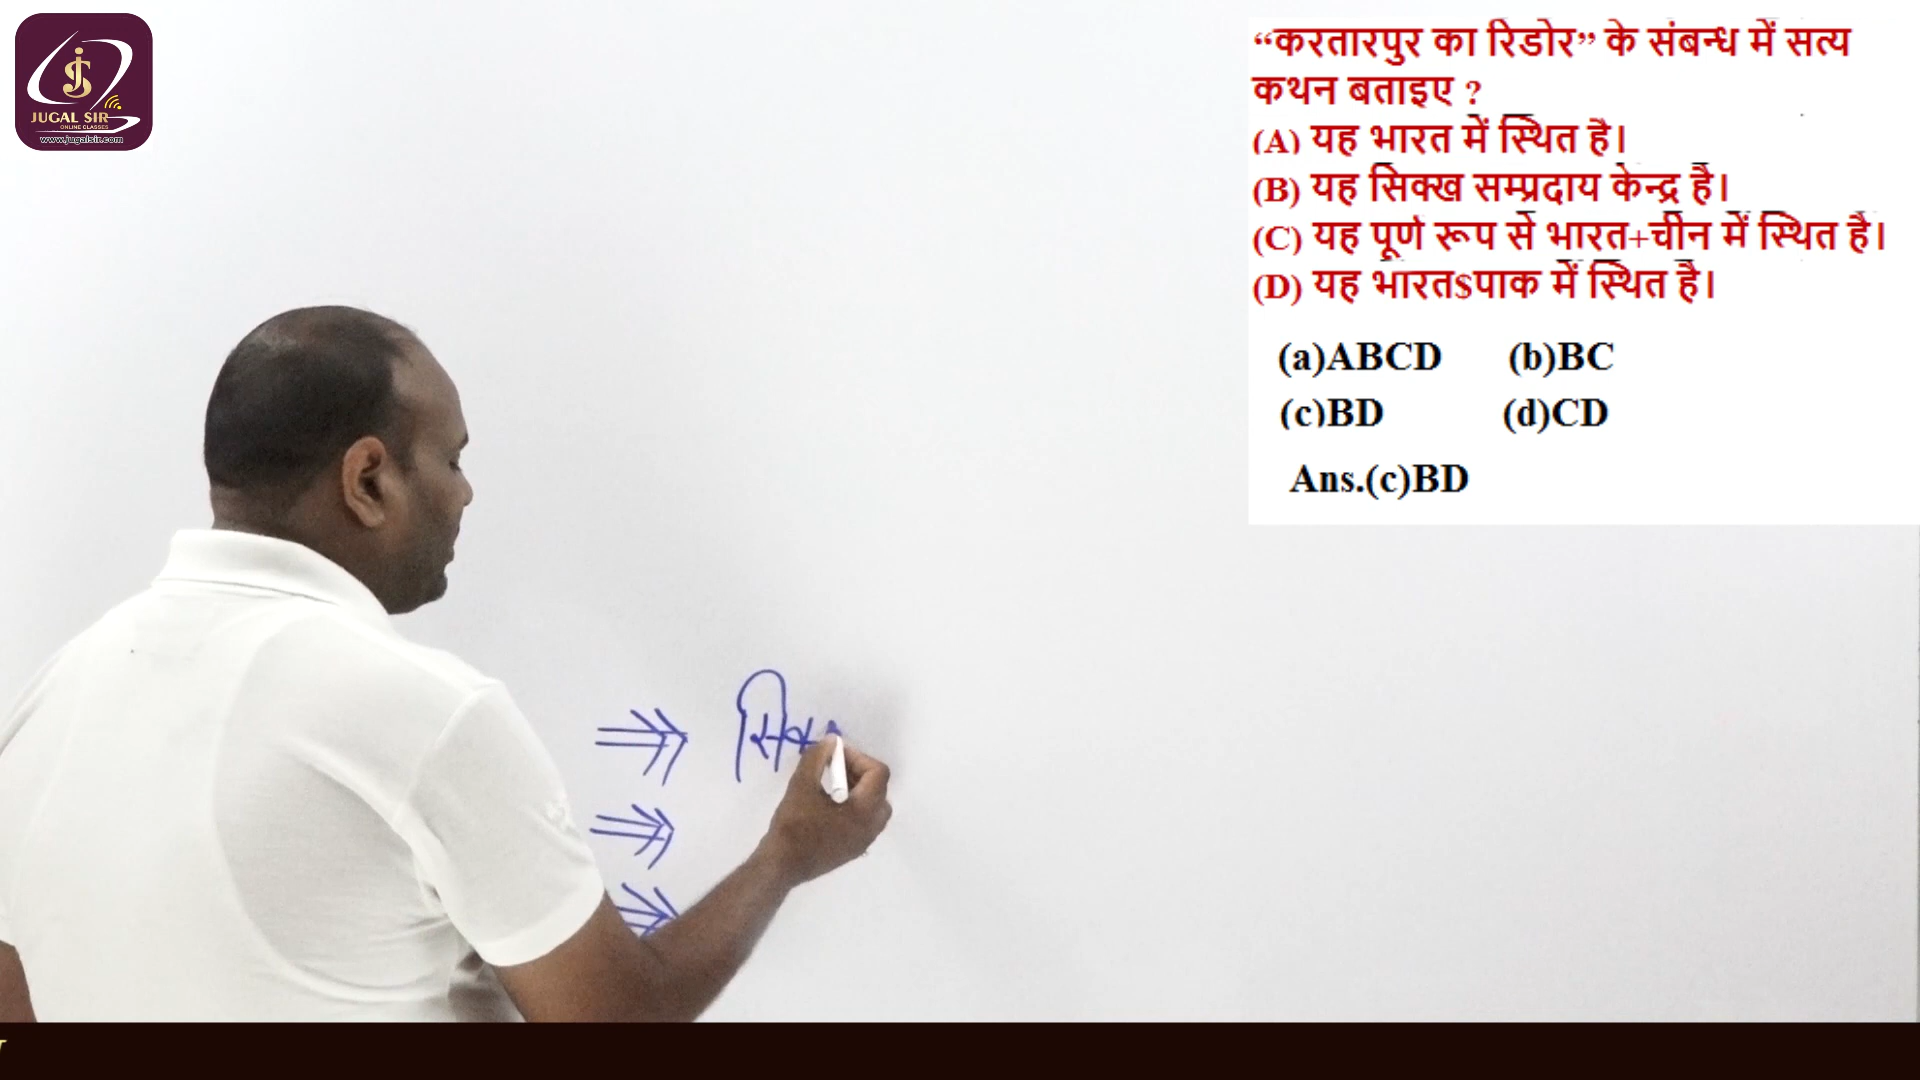 JUGAL SIR
ONLINE CLASSES
www.jugalsir.com
“करतारपुर का रिडोर” के संबन्ध में सत्य
कथन बताइए ?
(A) यह भारत में स्थित है।
(B) यह सिक्ख सम्प्रदाय केन्द्र है।
(C) यह पूर्ण रूप से भारत+चीन में स्थित है।
(D) यह भारत$पाक में स्थित है।
(a)ABCD (b)BC
(c)BD (d)CD
Ans.(c)BD